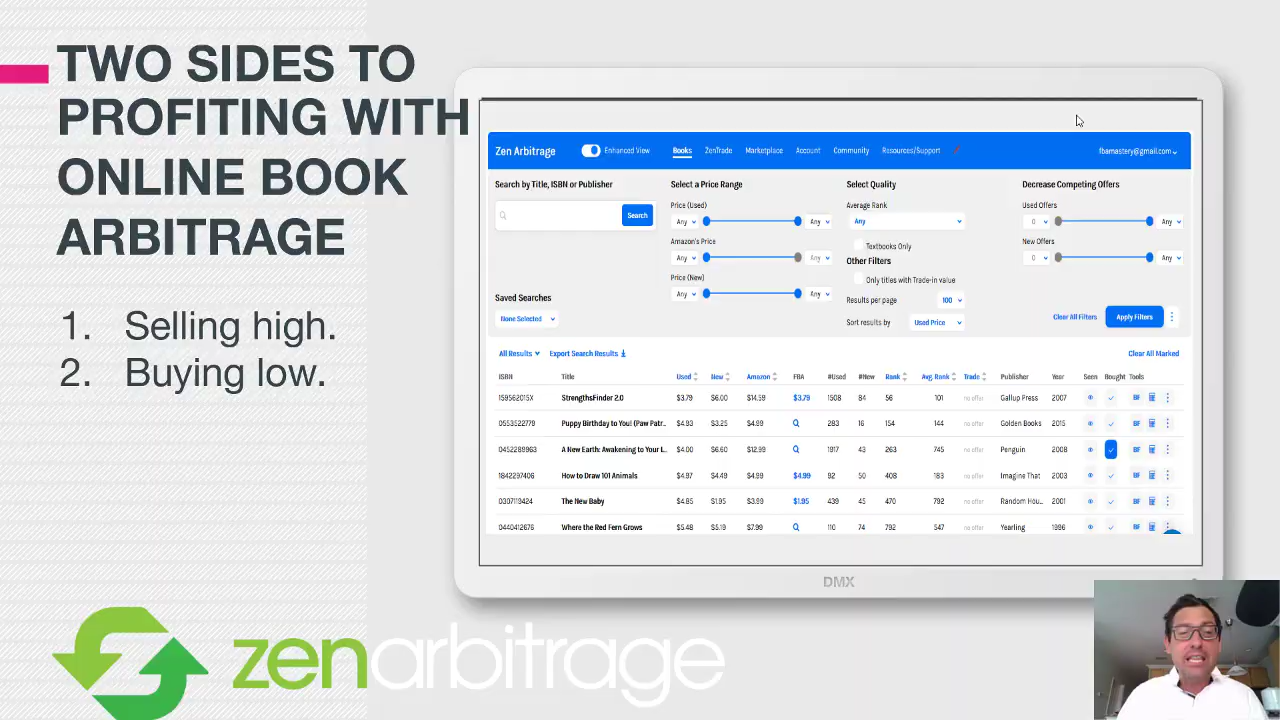 TWO SIDES TO
PROFITING WITH
ONLINE BOOK
ARBITRAGE
1. Selling high.
2. Buying low.
Zen Arbitrage Enhanced View Books ZenTrade Marketplace Account Community Resources/Support fbamastery@gmail.com
Search by Title, ISBN or Publisher Select a Price Range Select Quality Decrease Competing Offers
Price (Used) Average Rank Used Offers
Search Any Any Any 0 Any
Amazon's Price Textbooks Only New Offers
Any Any Other Filters 0 Any
Price (New) Only titles with Trade-in value
Saved Searches Any Any Results per page 100
None Selected Sort results by Used Price Clear All Filters Apply Filters
All Results Export Search Results Clear All Marked
ISBN Title Used New Amazon FBA #Used #New Rank Avg. Rank Trade Publisher Year Seen Bought Tools
159562015X StrengthsFinder 2.0 $3.79 $6.00 $14.59 $3.79 1508 84 56 101 no offer Gallup Press 2007 BF
0553522779 Puppy Birthday to You! (Paw Patr.. $4.93 $3.25 $4.99 283 16 154 144 no offer Golden Books 2015 BF
0452289963 A New Earth: Awakening to Your L.. $4.00 $6.60 $12.99 1917 43 263 745 no offer Penguin 2008 BF
1842297406 How to Draw 101 Animals $4.97 $4.49 $4.99 $4.99 92 50 408 183 no offer Imagine That 2003 BF
0307119424 The New Baby $4.85 $1.95 $3.99 $1.95 439 45 470 792 no offer Random Hou... 2001 BF
0440412676 Where the Red Fern Grows $5.48 $5.19 $7.99 110 74 792 547 no offer Yearling 1996 BF
DMX
zenarbitrage